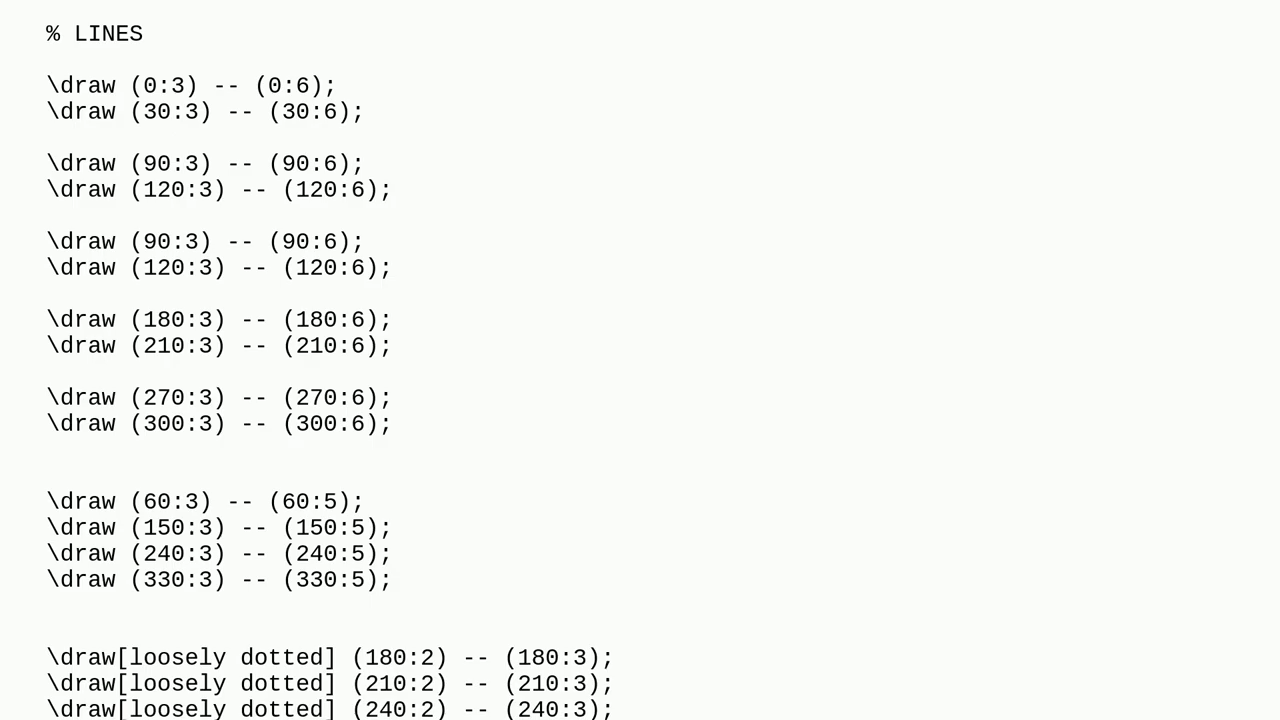 % LINES
\draw (0:3) -- (0:6);
\draw (30:3) -- (30:6);
\draw (90:3) -- (90:6);
\draw (120:3) -- (120:6);
\draw (90:3) -- (90:6);
\draw (120:3) -- (120:6);
\draw (180:3) -- (180:6);
\draw (210:3) -- (210:6);
\draw (270:3) -- (270:6);
\draw (300:3) -- (300:6);
\draw (60:3) -- (60:5);
\draw (150:3) -- (150:5);
\draw (240:3) -- (240:5);
\draw (330:3) -- (330:5);
\draw[loosely dotted] (180:2) -- (180:3);
\draw[loosely dotted] (210:2) -- (210:3);
\draw[loosely dotted] (240:2) -- (240:3);